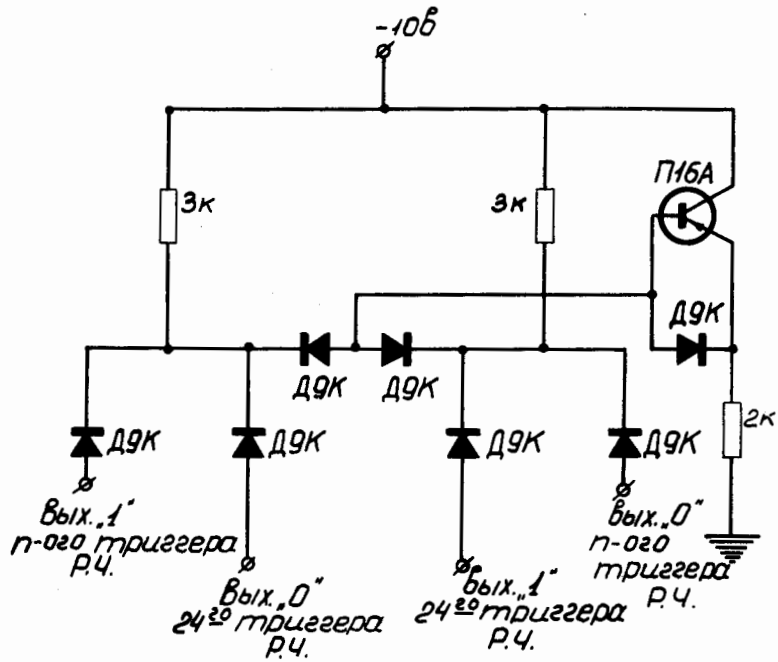 -10в
П16А
3к
3к
Д9К
Д9К
Д9К
2к
Д9К
Д9К
Д9К
Д9К
Вых. „1"
n-ого триггера
Р.Ч.
Вых. „0"
24го триггера
Р.Ч.
Вых. „1"
24го триггера
Р.Ч.
Вых. „0"
n-ого
триггера
Р.Ч.